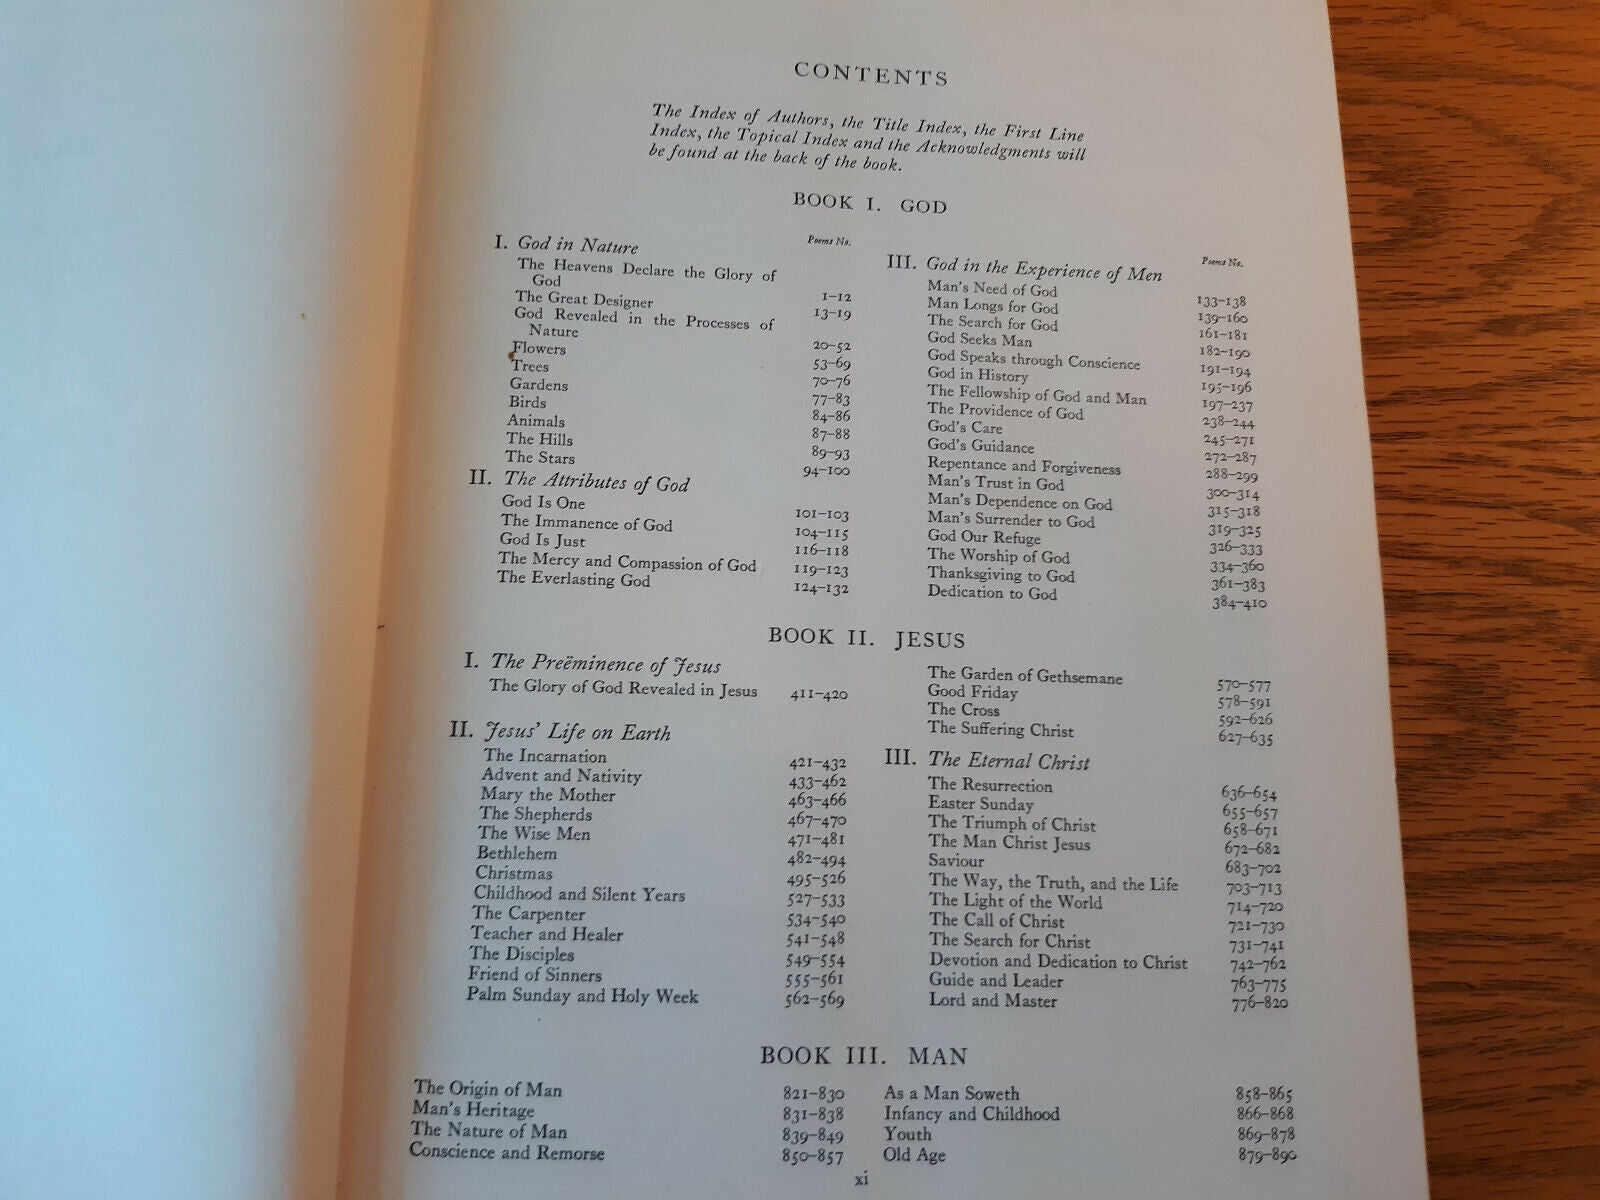 CONTENTS
The Index of Authors, the Title Index, the First Line
Index, the Topical Index and the Acknowledgments will
be found at the back of the book.
BOOK I. GOD
I. God in Nature Poems No.
The Heavens Declare the Glory of
God 1–12
The Great Designer 13–19
God Revealed in the Processes of
Nature 20–52
Flowers 53–69
Trees 70–76
Gardens 77–83
Birds 84–86
Animals 87–88
The Hills 89–93
The Stars 94–100
II. The Attributes of God
God Is One 101–103
The Immanence of God 104–115
God Is Just 116–118
The Mercy and Compassion of God 119–123
The Everlasting God 124–132
III. God in the Experience of Men Poems No.
Man's Need of God 133–138
Man Longs for God 139–160
The Search for God 161–181
God Seeks Man 182–190
God Speaks through Conscience 191–194
God in History 195–196
The Fellowship of God and Man 197–237
The Providence of God 238–244
God's Care 245–271
God's Guidance 272–287
Repentance and Forgiveness 288–299
Man's Trust in God 300–314
Man's Dependence on God 315–318
Man's Surrender to God 319–325
God Our Refuge 326–333
The Worship of God 334–360
Thanksgiving to God 361–383
Dedication to God 384–410
BOOK II. JESUS
I. The Preëminence of Jesus
The Glory of God Revealed in Jesus 411–420
II. Jesus' Life on Earth
The Incarnation 421–432
Advent and Nativity 433–462
Mary the Mother 463–466
The Shepherds 467–470
The Wise Men 471–481
Bethlehem 482–494
Christmas 495–526
Childhood and Silent Years 527–533
The Carpenter 534–540
Teacher and Healer 541–548
The Disciples 549–554
Friend of Sinners 555–561
Palm Sunday and Holy Week 562–569
The Garden of Gethsemane 570–577
Good Friday 578–591
The Cross 592–626
The Suffering Christ 627–635
III. The Eternal Christ
The Resurrection 636–654
Easter Sunday 655–657
The Triumph of Christ 658–671
The Man Christ Jesus 672–682
Saviour 683–702
The Way, the Truth, and the Life 703–713
The Light of the World 714–720
The Call of Christ 721–730
The Search for Christ 731–741
Devotion and Dedication to Christ 742–762
Guide and Leader 763–775
Lord and Master 776–820
BOOK III. MAN
The Origin of Man 821–830
Man's Heritage 831–838
The Nature of Man 839–849
Conscience and Remorse 850–857
As a Man Soweth 858–865
Infancy and Childhood 866–868
Youth 869–878
Old Age 879–890
xi